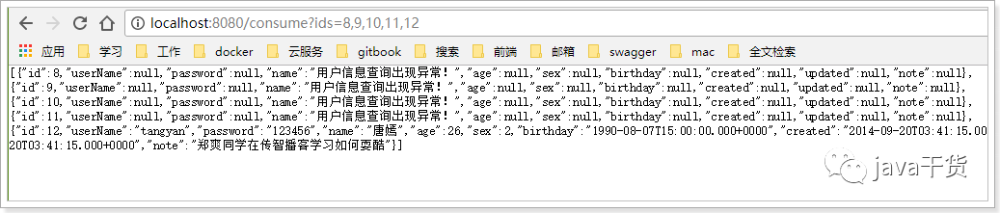 localhost:8080/consume?ids=8,9,10,11,12
应用 学习 工作 docker 云服务 gitbook 搜索 前端 邮箱 swagger mac 全文检索
[{"id":8,"userName":null,"password":null,"name":"用户信息查询出现异常！","age":null,"sex":null,"birthday":null,"created":null,"updated":null,"note":null},
{"id":9,"userName":null,"password":null,"name":"用户信息查询出现异常！","age":null,"sex":null,"birthday":null,"created":null,"updated":null,"note":null},
{"id":10,"userName":null,"password":null,"name":"用户信息查询出现异常！","age":null,"sex":null,"birthday":null,"created":null,"updated":null,"note":null},
{"id":11,"userName":null,"password":null,"name":"用户信息查询出现异常！","age":null,"sex":null,"birthday":null,"created":null,"updated":null,"note":null},
{"id":12,"userName":"tangyan","password":"123456","name":"唐嫣","age":26,"sex":2,"birthday":"1990-08-07T15:00:00.000+0000","created":"2014-09-20T03:41:15.00
20T03:41:15.000+0000","note":"郑爽同学在传智播客学习如何耍酷"}]
java干货